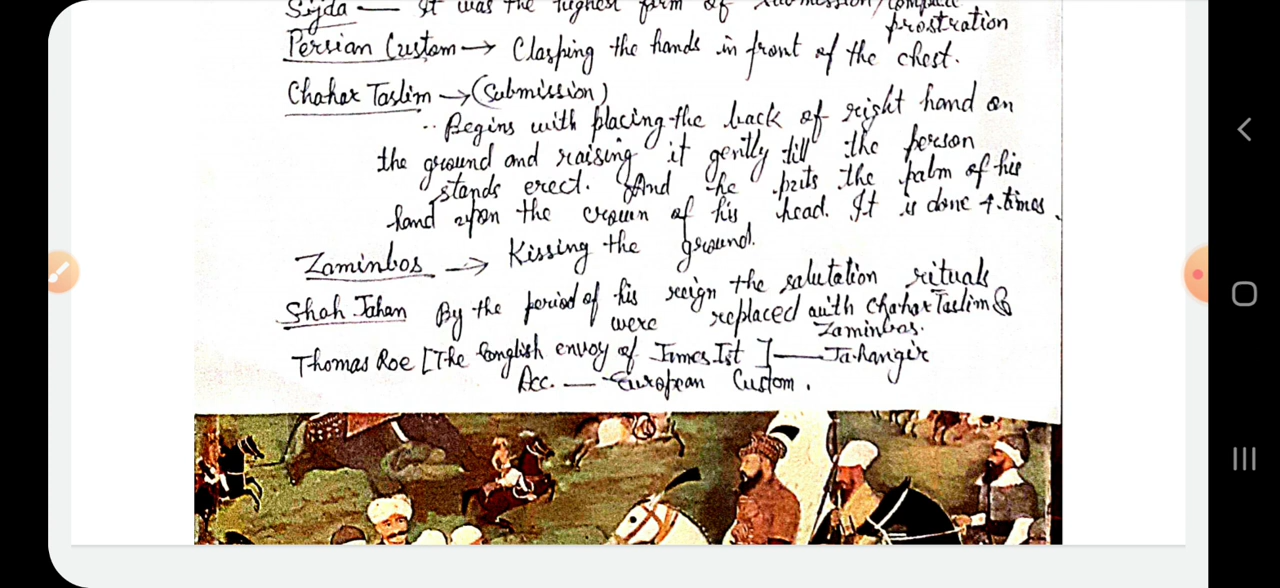 Sijda — It was the highest form of submission/complete
prostration
Persian Custom → Clasping the hands in front of the chest.
Chahar Taslim → (Submission)
Begins with placing the back of right hand on
the ground and raising it gently till the person
stands erect. And he puts the palm of his
hand upon the crown of his head. It is done 4 times.
Zaminbos → Kissing the ground.
Shah Jahan By the period of his reign the salutation rituals
were replaced with Chahar Taslim &
Zaminbos.
Thomas Roe [The English envoy of James Ist] — Jahangir
Acc. — European Custom.